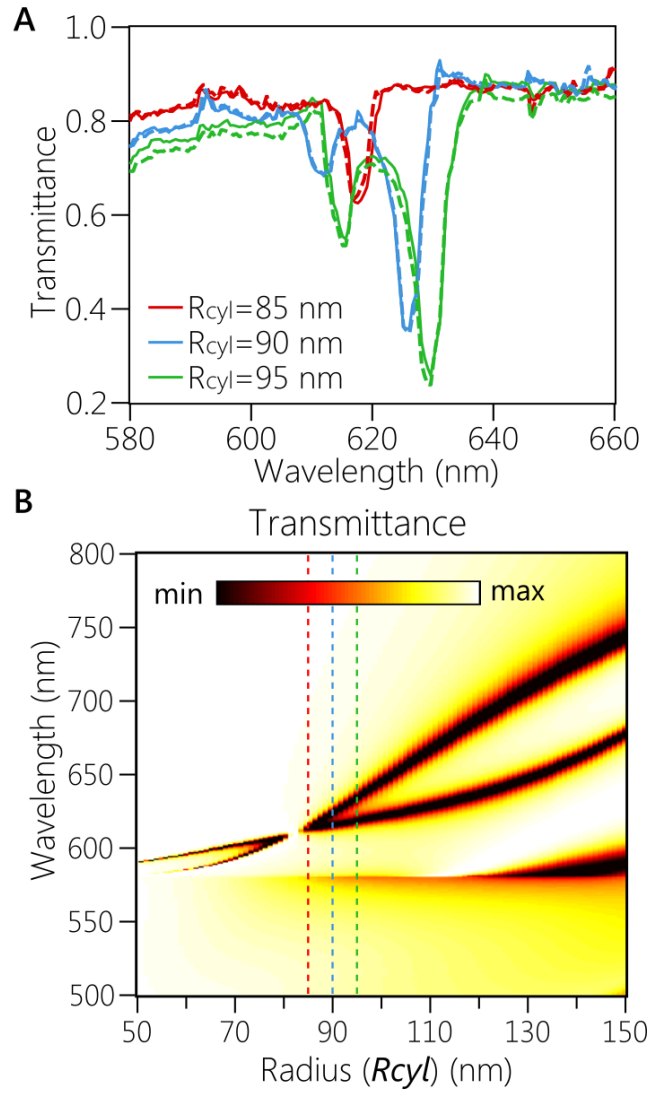 A
1.0
0.8
0.6
0.4
0.2
Transmittance
Rcyl=85 nm
Rcyl=90 nm
Rcyl=95 nm
580 600 620 640 660
Wavelength (nm)
B
Transmittance
800
750
700
650
600
550
500
Wavelength (nm)
min max
50 70 90 110 130 150
Radius (Rcyl) (nm)